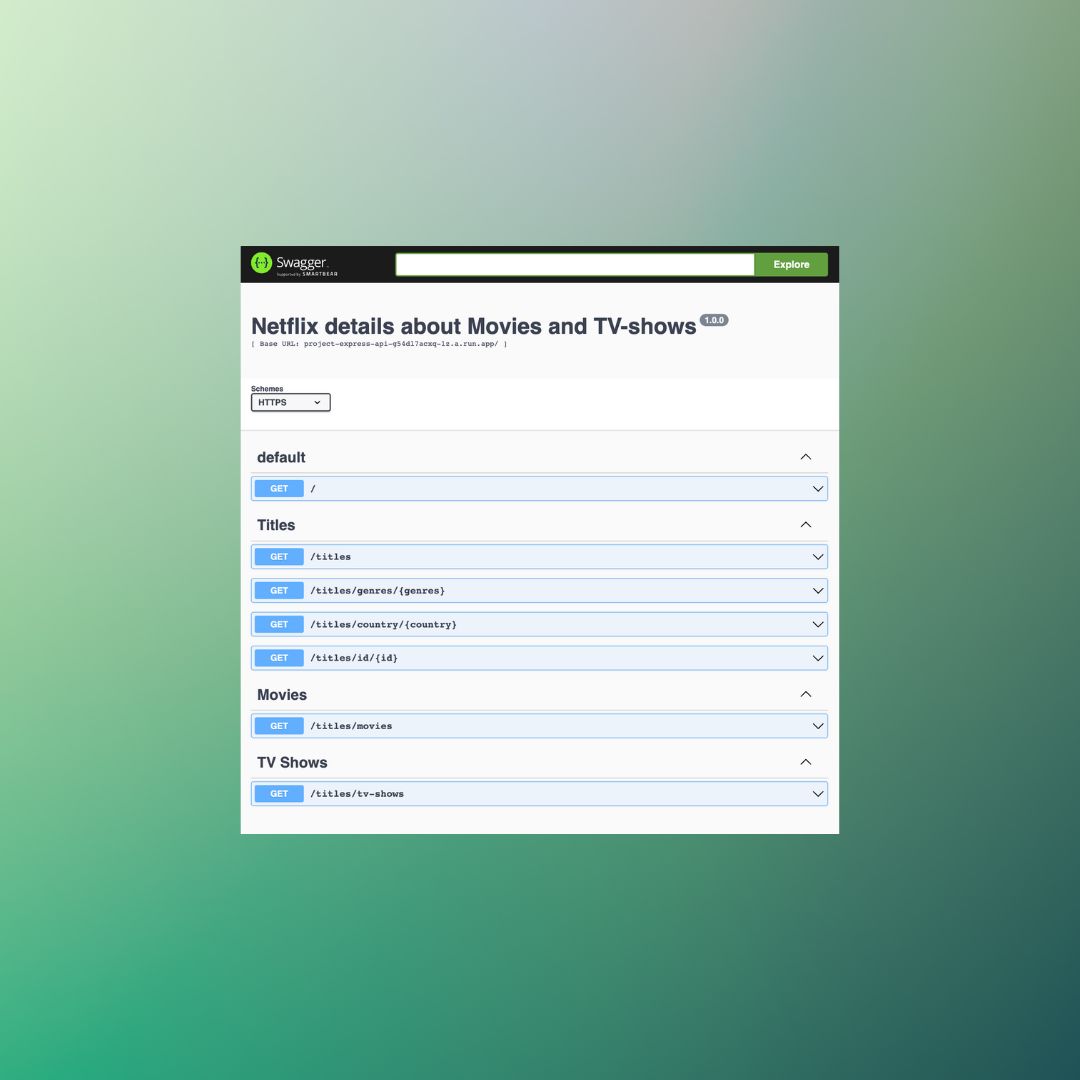 Swagger.
Supported by SMARTBEAR
Explore
Netflix details about Movies and TV-shows 1.0.0
[ Base URL: project-express-api-g54dl7acxq-lz.a.run.app/ ]
Schemes
HTTPS
default
GET /
Titles
GET /titles
GET /titles/genres/{genres}
GET /titles/country/{country}
GET /titles/id/{id}
Movies
GET /titles/movies
TV Shows
GET /titles/tv-shows